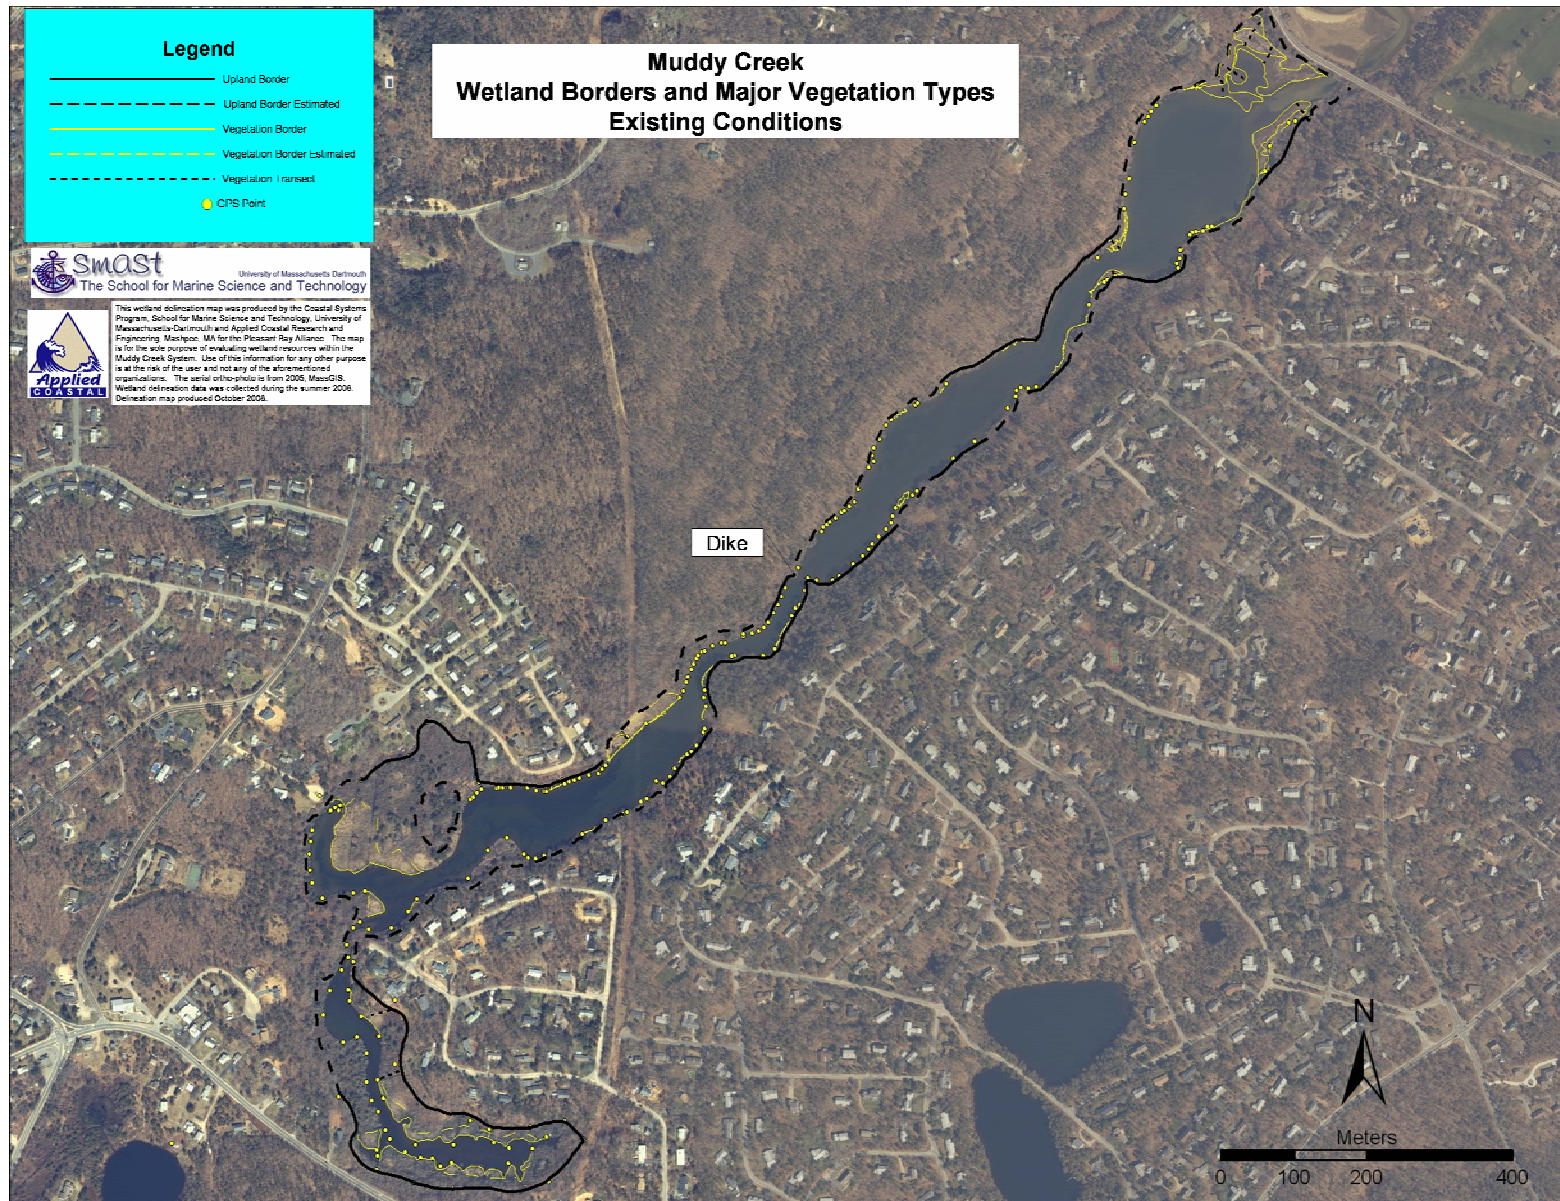 Legend
Upland Border
Upland Border Estimated
Vegetation Border
Vegetation Border Estimated
Vegetation Transect
GPS Point
Muddy Creek
Wetland Borders and Major Vegetation Types
Existing Conditions
SMAST
University of Massachusetts Dartmouth
The School for Marine Science and Technology
Applied
COASTAL
This wetland delineation map was produced by the Coastal Systems
Program, School for Marine Science and Technology, University of
Massachusetts-Dartmouth and Applied Coastal Research and
Engineering, Mashpee, MA for the Pleasant Bay Alliance. The map
is for the sole purpose of evaluating wetland resources within the
Muddy Creek System. Use of this information for any other purpose
is at the risk of the user and not any of the aforementioned
organizations. The aerial ortho-photo is from 2005, MassGIS.
Wetland delineation data was collected during the summer 2008.
Delineation map produced October 2008.
Dike
N
Meters
0 100 200 400